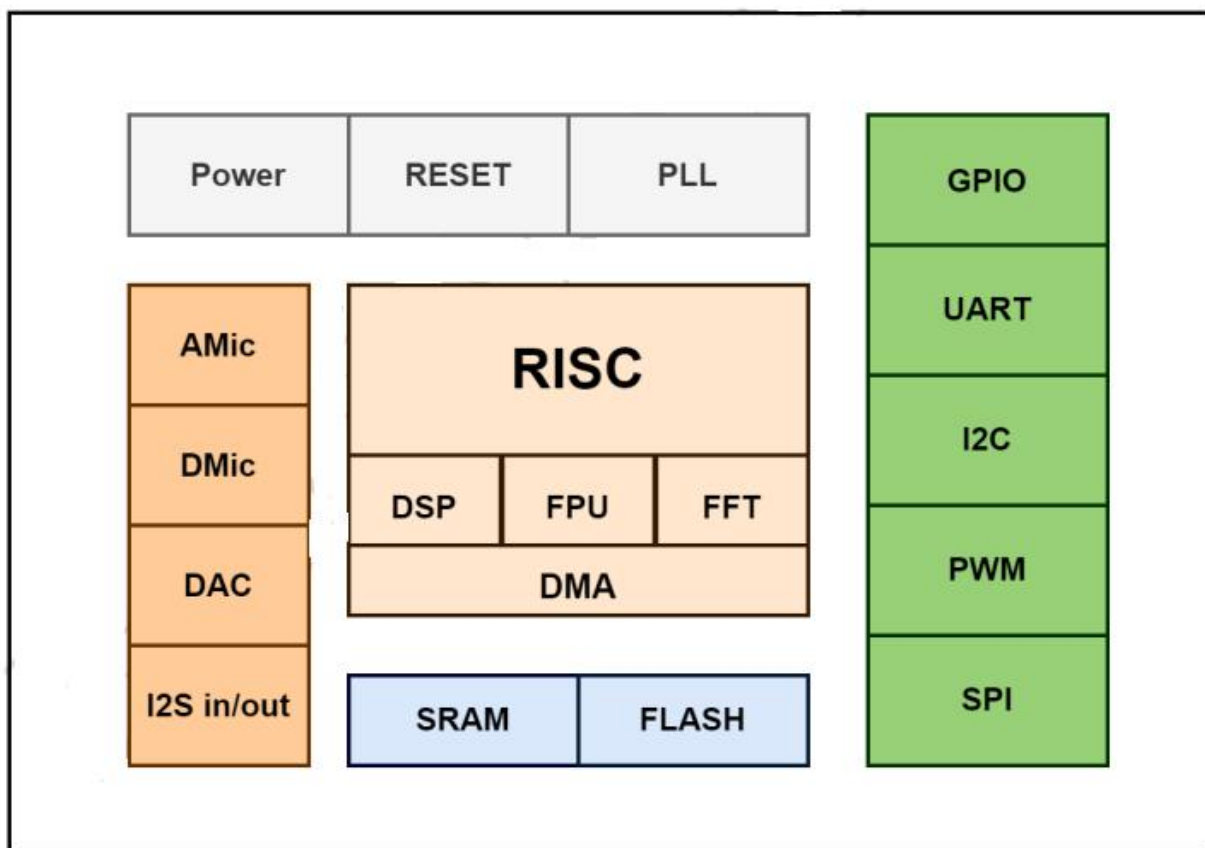 Power
RESET
PLL
GPIO
UART
I2C
PWM
SPI
AMic
DMic
DAC
I2S in/out
RISC
DSP
FPU
FFT
DMA
SRAM
FLASH